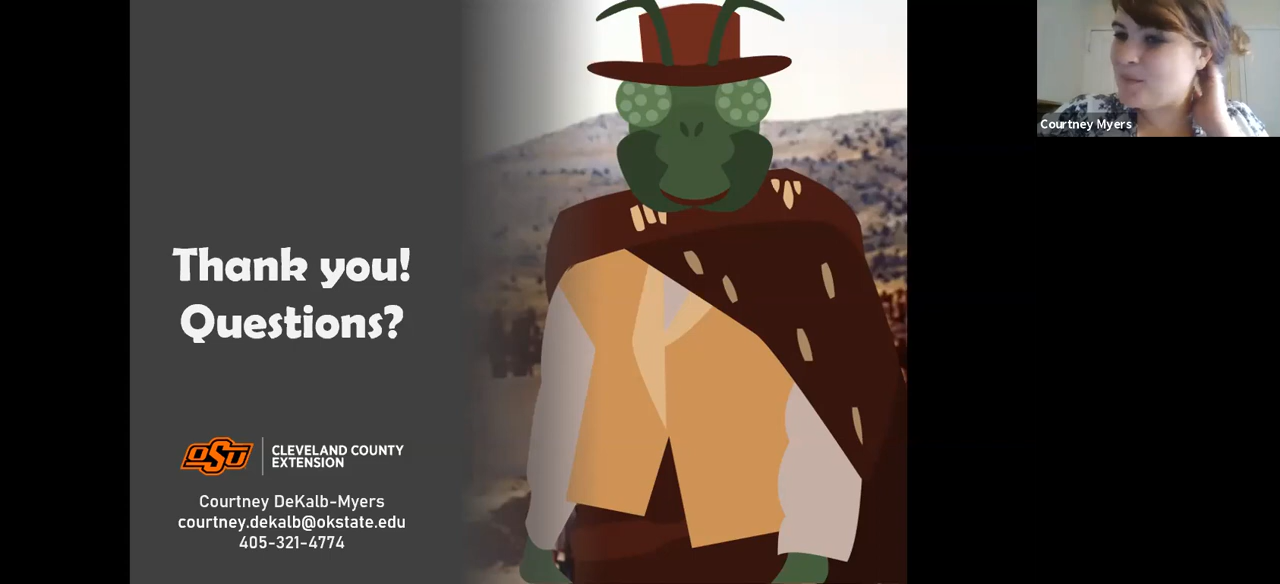 Thank you!
Questions?
OSU
CLEVELAND COUNTY
EXTENSION
Courtney DeKalb-Myers
courtney.dekalb@okstate.edu
405-321-4774
Courtney Myers